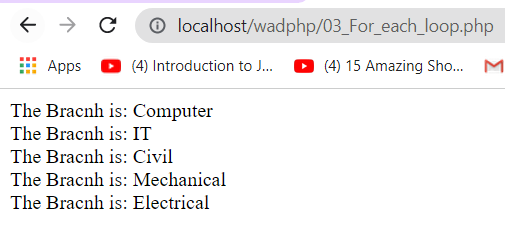 localhost/wadphp/03_For_each_loop.php
Apps (4) Introduction to J... (4) 15 Amazing Sho...
The Bracnh is: Computer
The Bracnh is: IT
The Bracnh is: Civil
The Bracnh is: Mechanical
The Bracnh is: Electrical